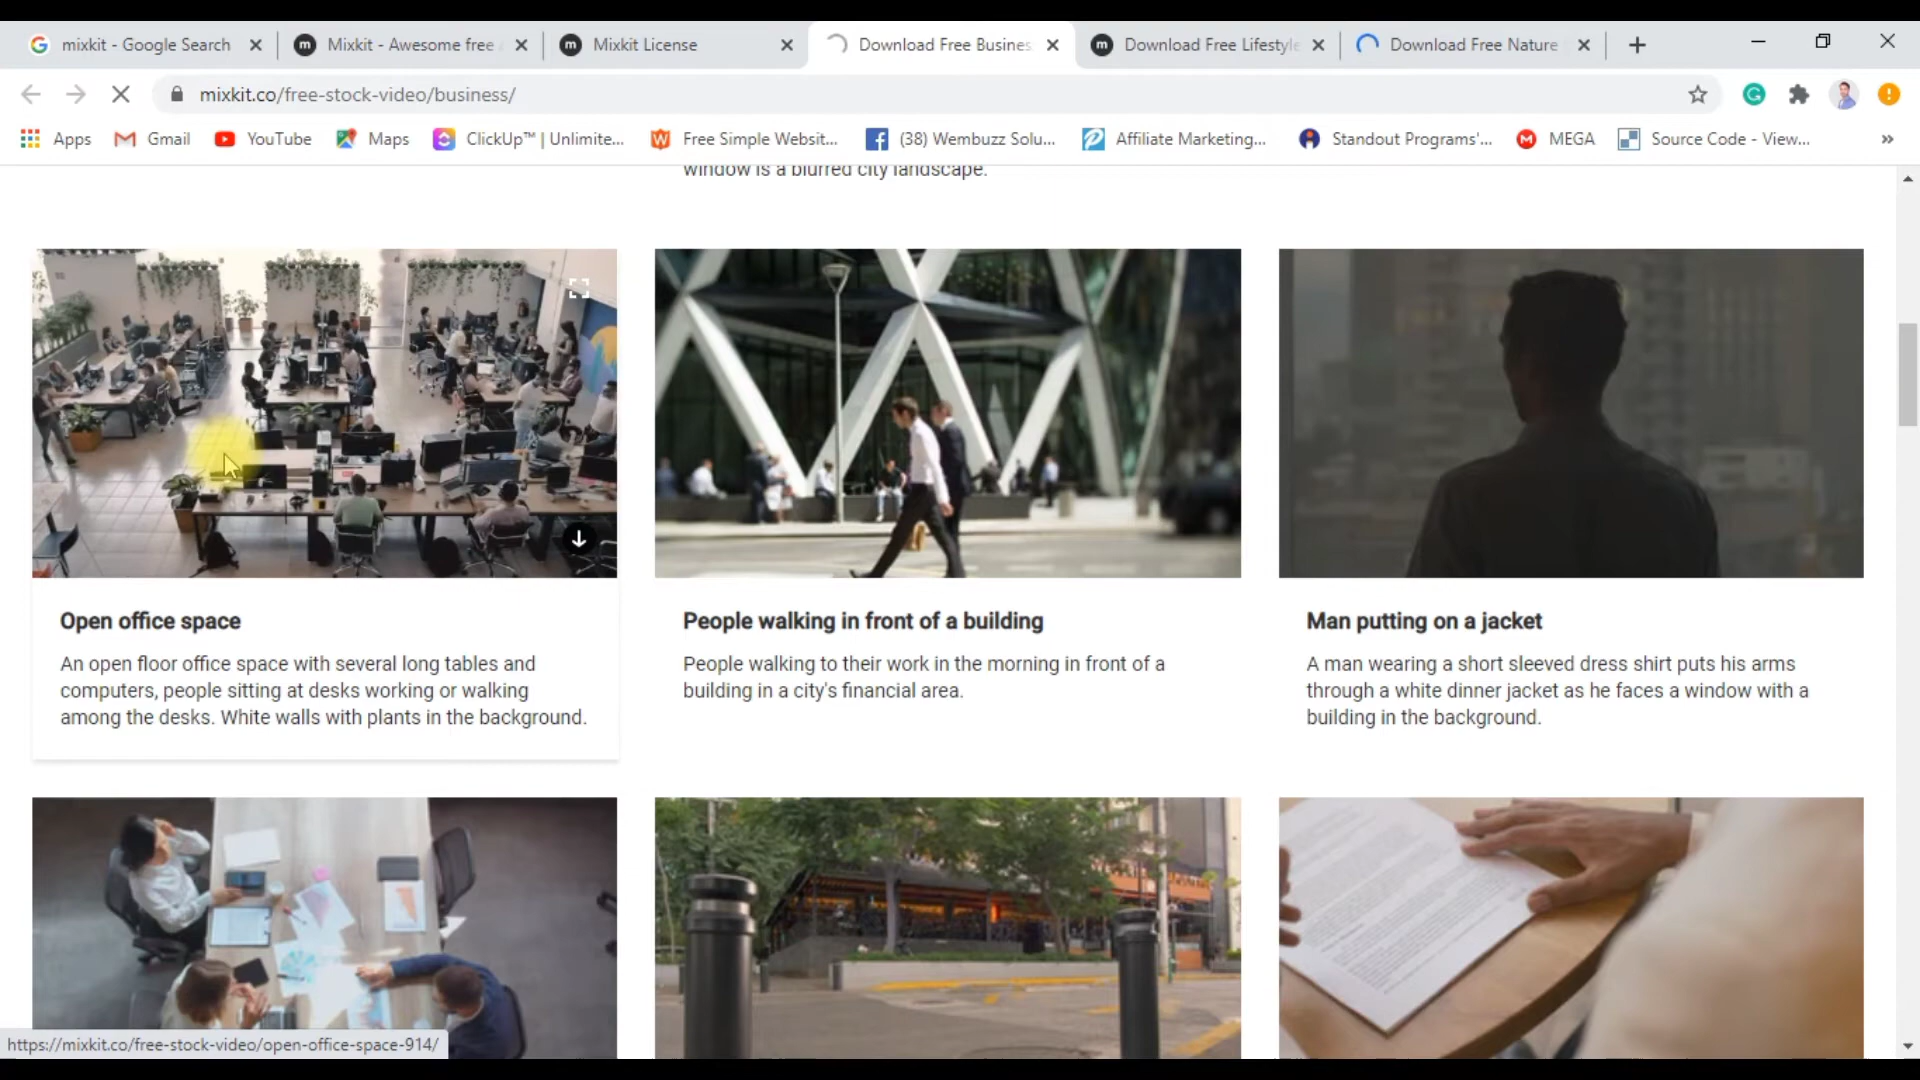 mixkit - Google Search
Mixkit - Awesome free
Mixkit License
Download Free Busines
Download Free Lifestyle
Download Free Nature
mixkit.co/free-stock-video/business/
Apps
Gmail
YouTube
Maps
ClickUp™ | Unlimite...
Free Simple Websit...
(38) Wembuzz Solu...
Affiliate Marketing...
Standout Programs'...
MEGA
Source Code - View...
»
window is a blurred city landscape.
Open office space
An open floor office space with several long tables and
computers, people sitting at desks working or walking
among the desks. White walls with plants in the background.
People walking in front of a building
People walking to their work in the morning in front of a
building in a city's financial area.
Man putting on a jacket
A man wearing a short sleeved dress shirt puts his arms
through a white dinner jacket as he faces a window with a
building in the background.
https://mixkit.co/free-stock-video/open-office-space-914/